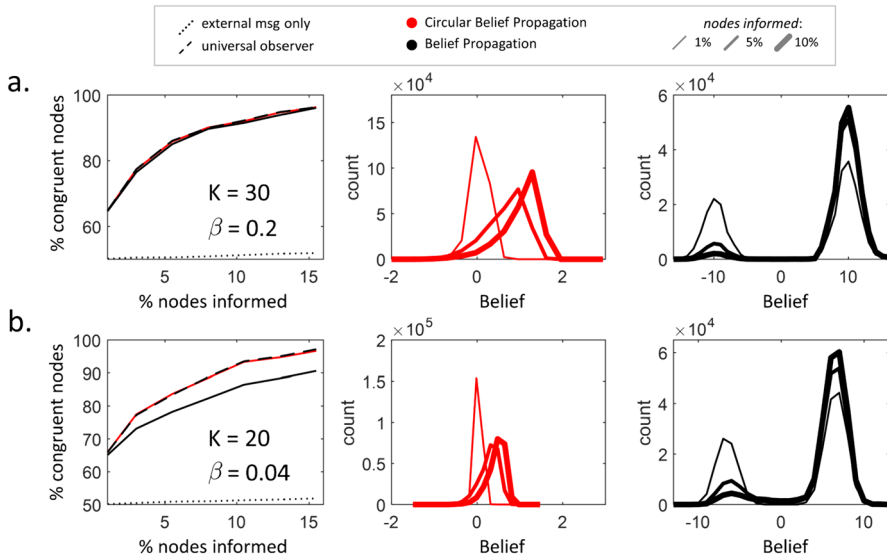 external msg only
universal observer
Circular Belief Propagation
Belief Propagation
nodes informed:
1% 5% 10%
a.
% congruent nodes
100
80
60
K = 30
β = 0.2
5 10 15
% nodes informed
× 10⁴
count
15
10
5
0
-2 0 2
Belief
× 10⁴
count
6
4
2
0
-10 0 10
Belief
b.
% congruent nodes
100
90
80
70
60
50
K = 20
β = 0.04
5 10 15
% nodes informed
× 10⁵
count
2
1.5
1
0.5
0
-2 0 2
Belief
× 10⁴
count
8
6
4
2
0
-10 0 10
Belief